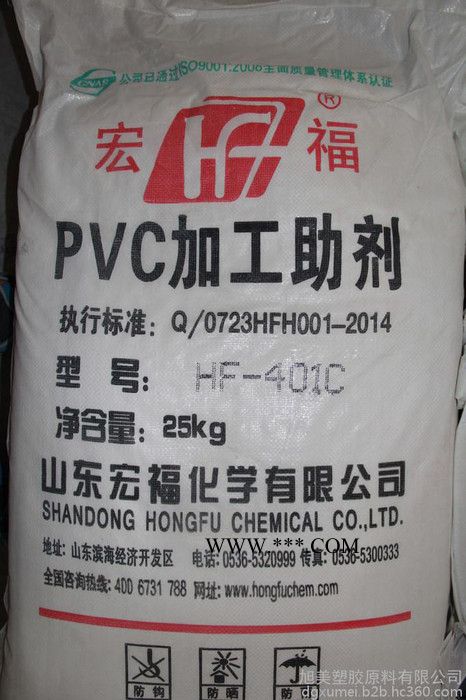 公司已通过ISO9001:2008全面质量管理体系认证
宏HF福®
PVC加工助剂
执行标准：Q/0723HFH001-2014
型号：HF-401C
净含量：25kg
山东宏福化学有限公司
SHANDONG HONGFU CHEMICAL CO.,LTD.
WWW.***.COM
地址：山东滨海经济开发区 电话：0536-5320999 传真：0536-5300333
全国咨询热线：400 6731 788 网址：www.hongfuchem.com
防钩 防晒 防雨
旭美塑胶原料有限公司
dgxumei.b2b.hc360.com